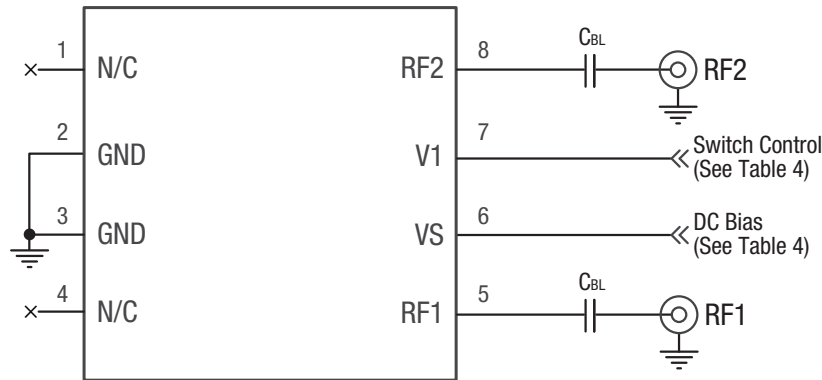 1 N/C RF2 8 CBL RF2
2 GND V1 7 Switch Control
(See Table 4)
3 GND VS 6 DC Bias
(See Table 4)
4 N/C RF1 5 CBL RF1